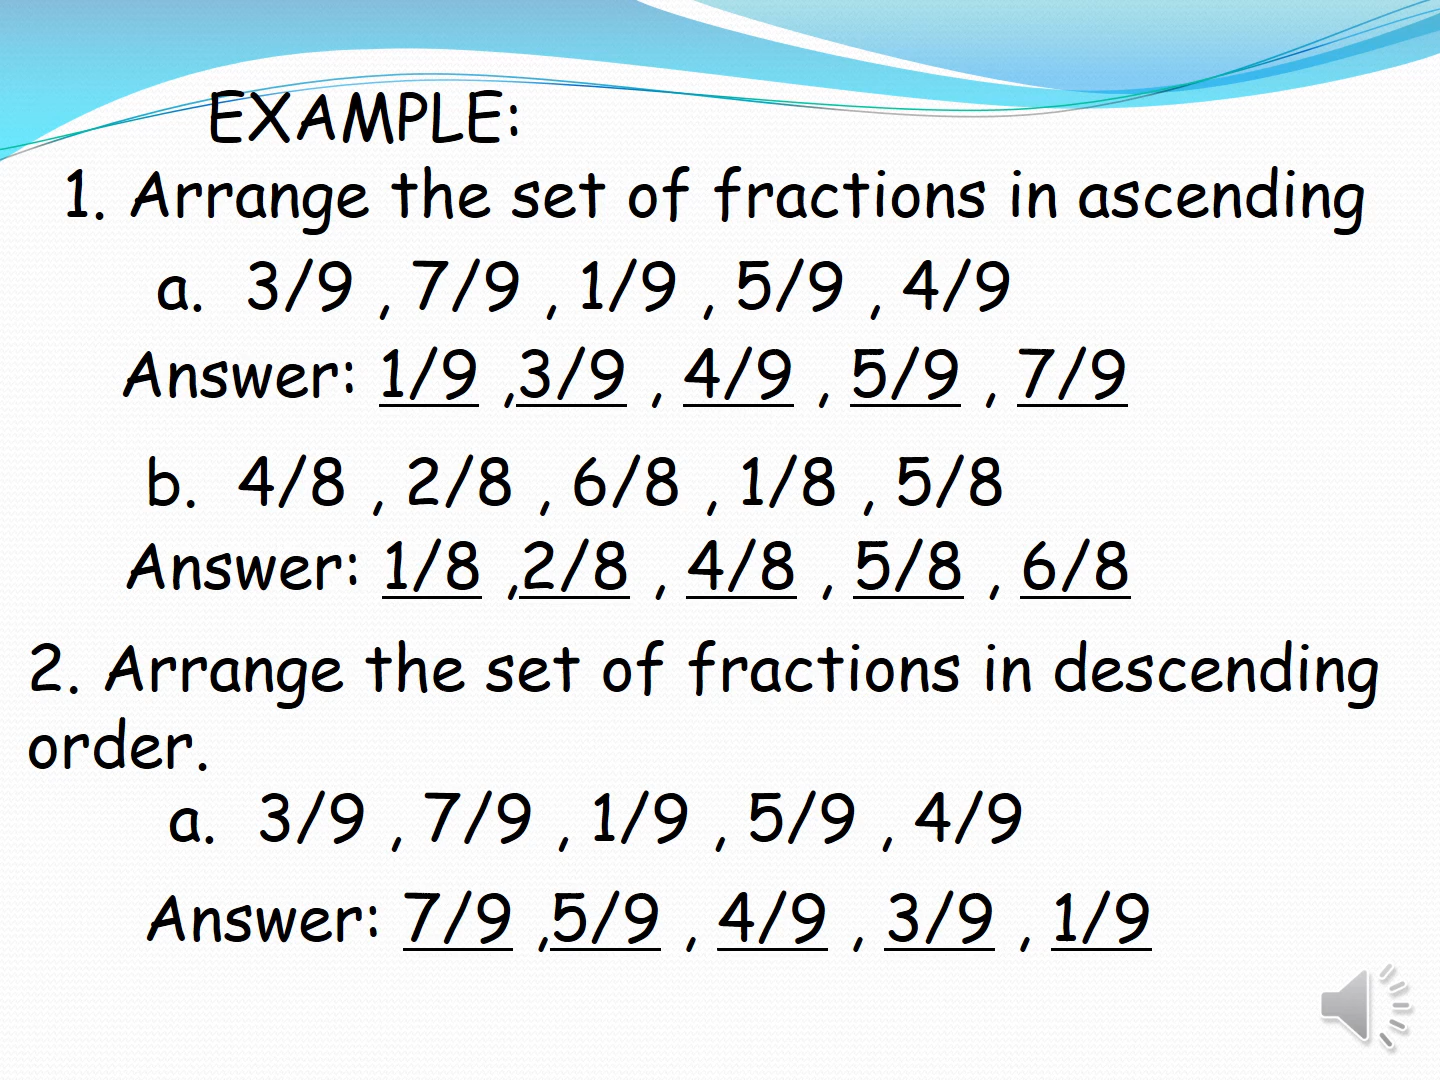 EXAMPLE:
1. Arrange the set of fractions in ascending
a. 3/9 , 7/9 , 1/9 , 5/9 , 4/9
Answer: 1/9 ,3/9 , 4/9 , 5/9 , 7/9
b. 4/8 , 2/8 , 6/8 , 1/8 , 5/8
Answer: 1/8 ,2/8 , 4/8 , 5/8 , 6/8
2. Arrange the set of fractions in descending
order.
a. 3/9 , 7/9 , 1/9 , 5/9 , 4/9
Answer: 7/9 ,5/9 , 4/9 , 3/9 , 1/9